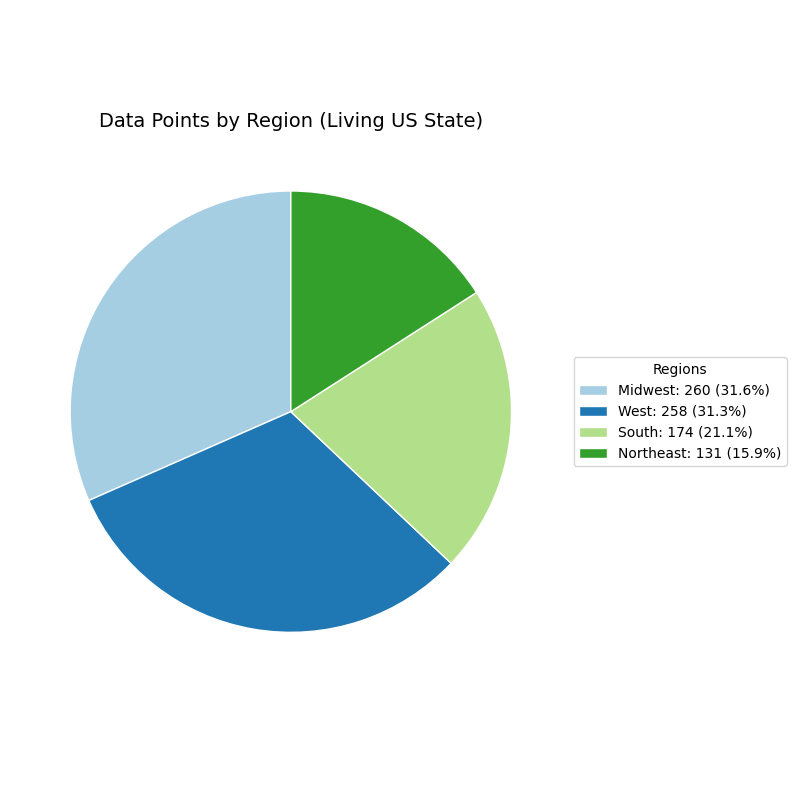 Data Points by Region (Living US State)
Regions
Midwest: 260 (31.6%)
West: 258 (31.3%)
South: 174 (21.1%)
Northeast: 131 (15.9%)